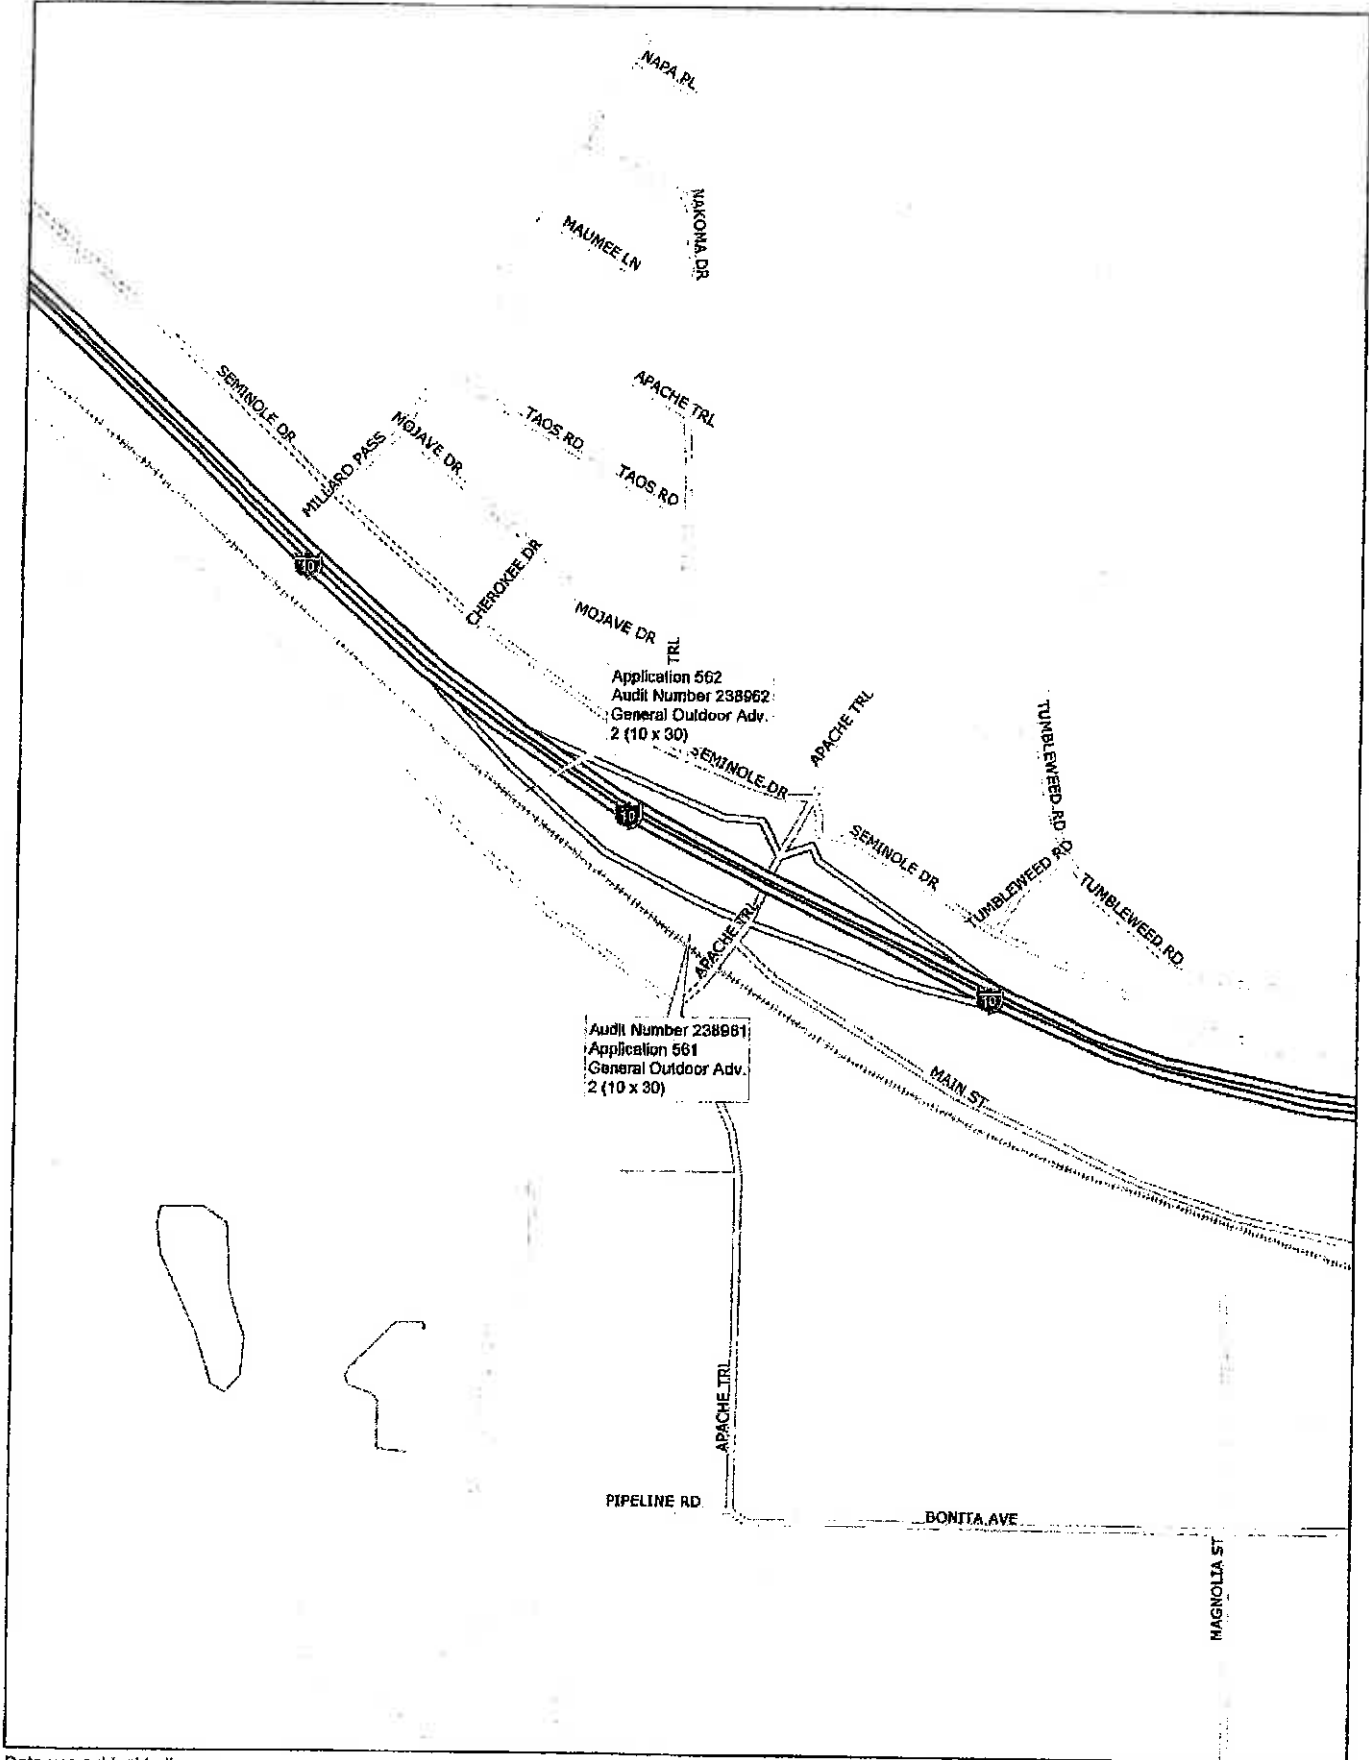 NAPA PL
NAKOMA DR
MAUMEE LN
SEMINOLE DR
MILLARD PASS
MOJAVE DR
TAOS RD
APACHE TRL
TAOS RD
CHEROKEE DR
MOJAVE DR
TRL
10
Application 562
Audit Number 238962
General Outdoor Adv.
2 (10 x 30)
APACHE TRL
SEMINOLE DR
10
SEMINOLE DR
TUMBLEWEED RD
TUMBLEWEED RD
TUMBLEWEED RD
APACHE TRL
10
Audit Number 238961
Application 561
General Outdoor Adv.
2 (10 x 30)
MAIN ST
APACHE TRL
PIPELINE RD
BONITA AVE
MAGNOLIA ST